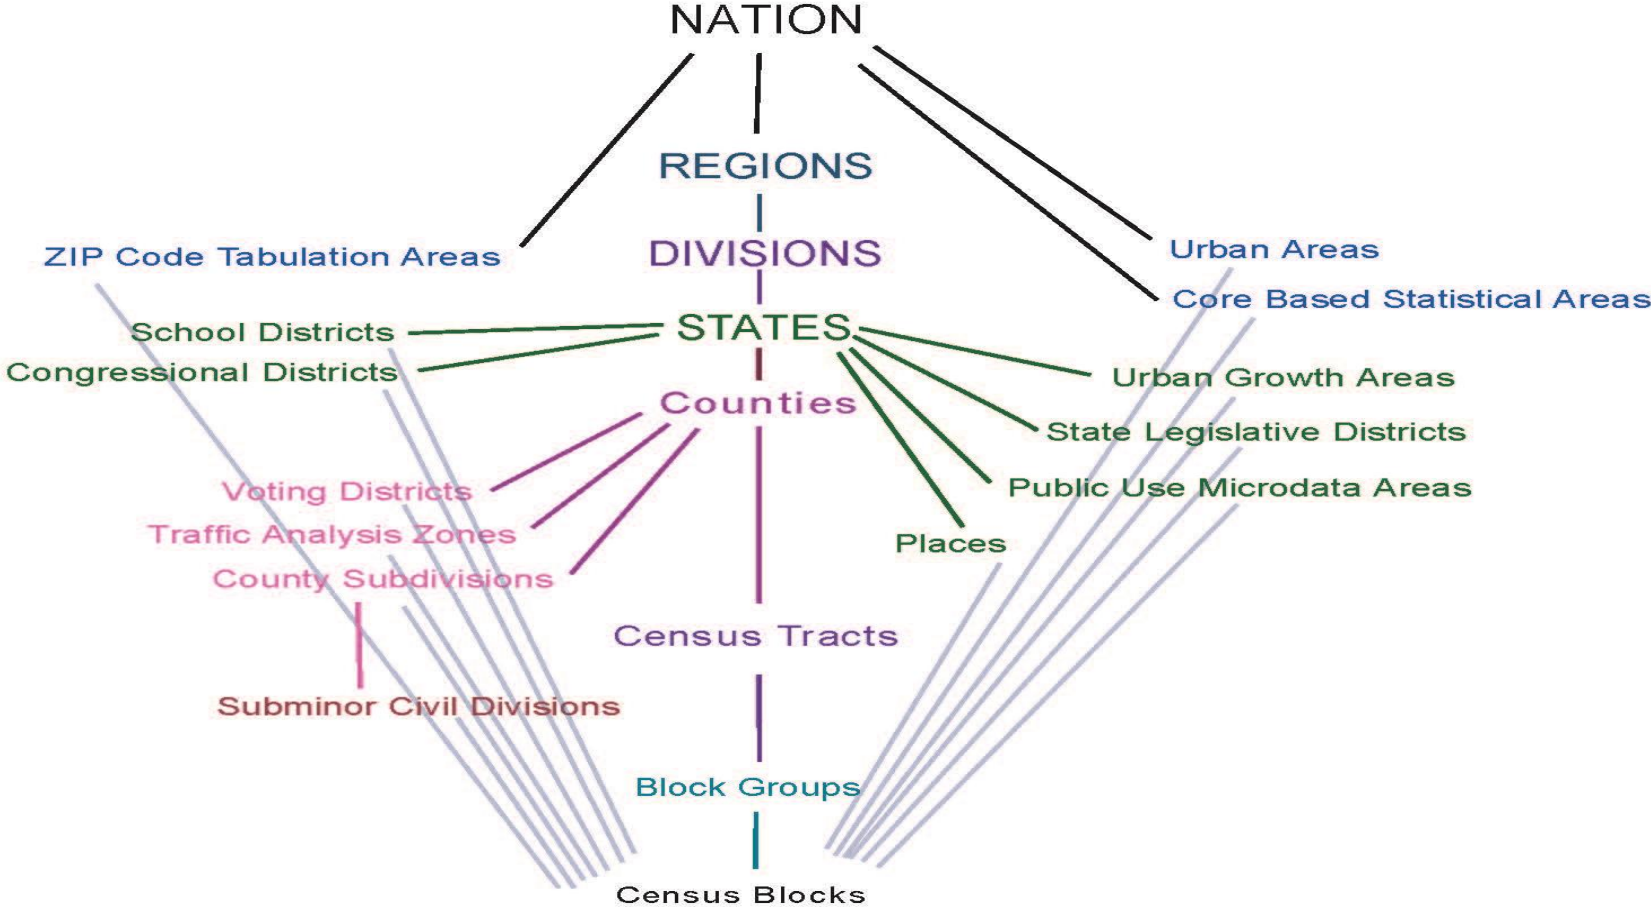 NATION
REGIONS
DIVISIONS
ZIP Code Tabulation Areas
Urban Areas
Core Based Statistical Areas
STATES
School Districts
Congressional Districts
Urban Growth Areas
Counties
State Legislative Districts
Voting Districts
Public Use Microdata Areas
Traffic Analysis Zones
Places
County Subdivisions
Census Tracts
Subminor Civil Divisions
Block Groups
Census Blocks